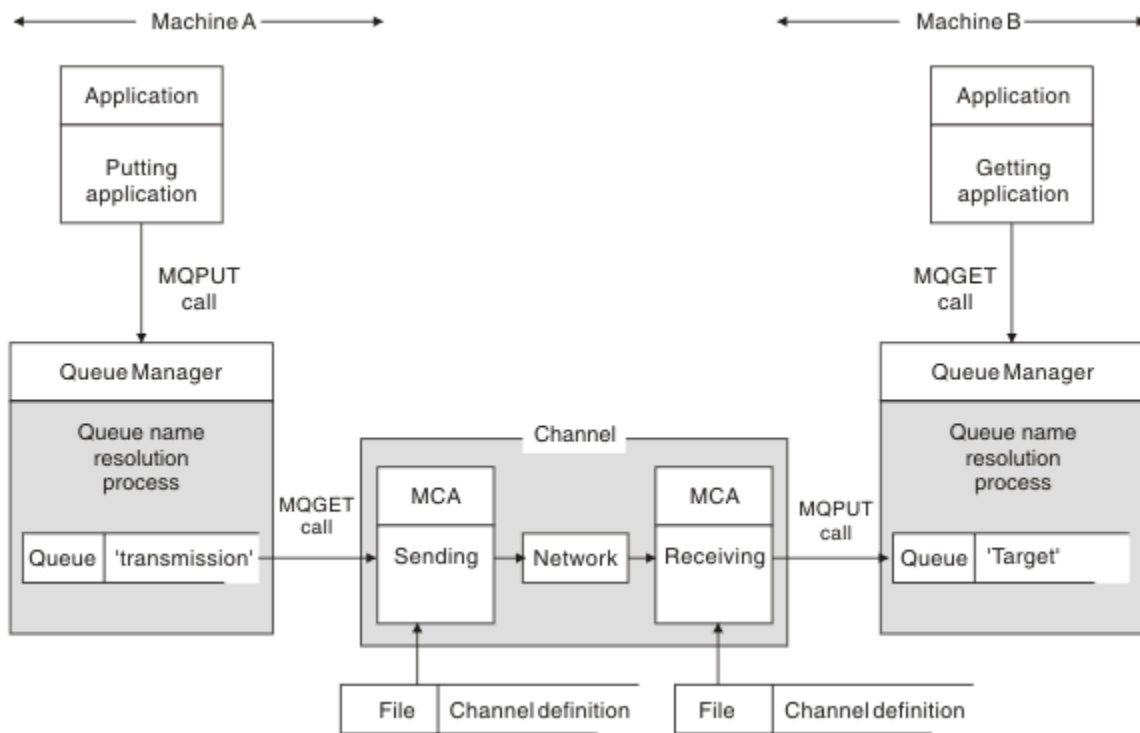 Machine A
Machine B
Application
Putting
application
Application
Getting
application
MQPUT
call
MQGET
call
Queue Manager
Queue name
resolution
process
Queue 'transmission'
MQGET
call
Channel
MCA
Sending
Network
MCA
Receiving
MQPUT
call
Queue Manager
Queue name
resolution
process
Queue 'Target'
File Channel definition
File Channel definition